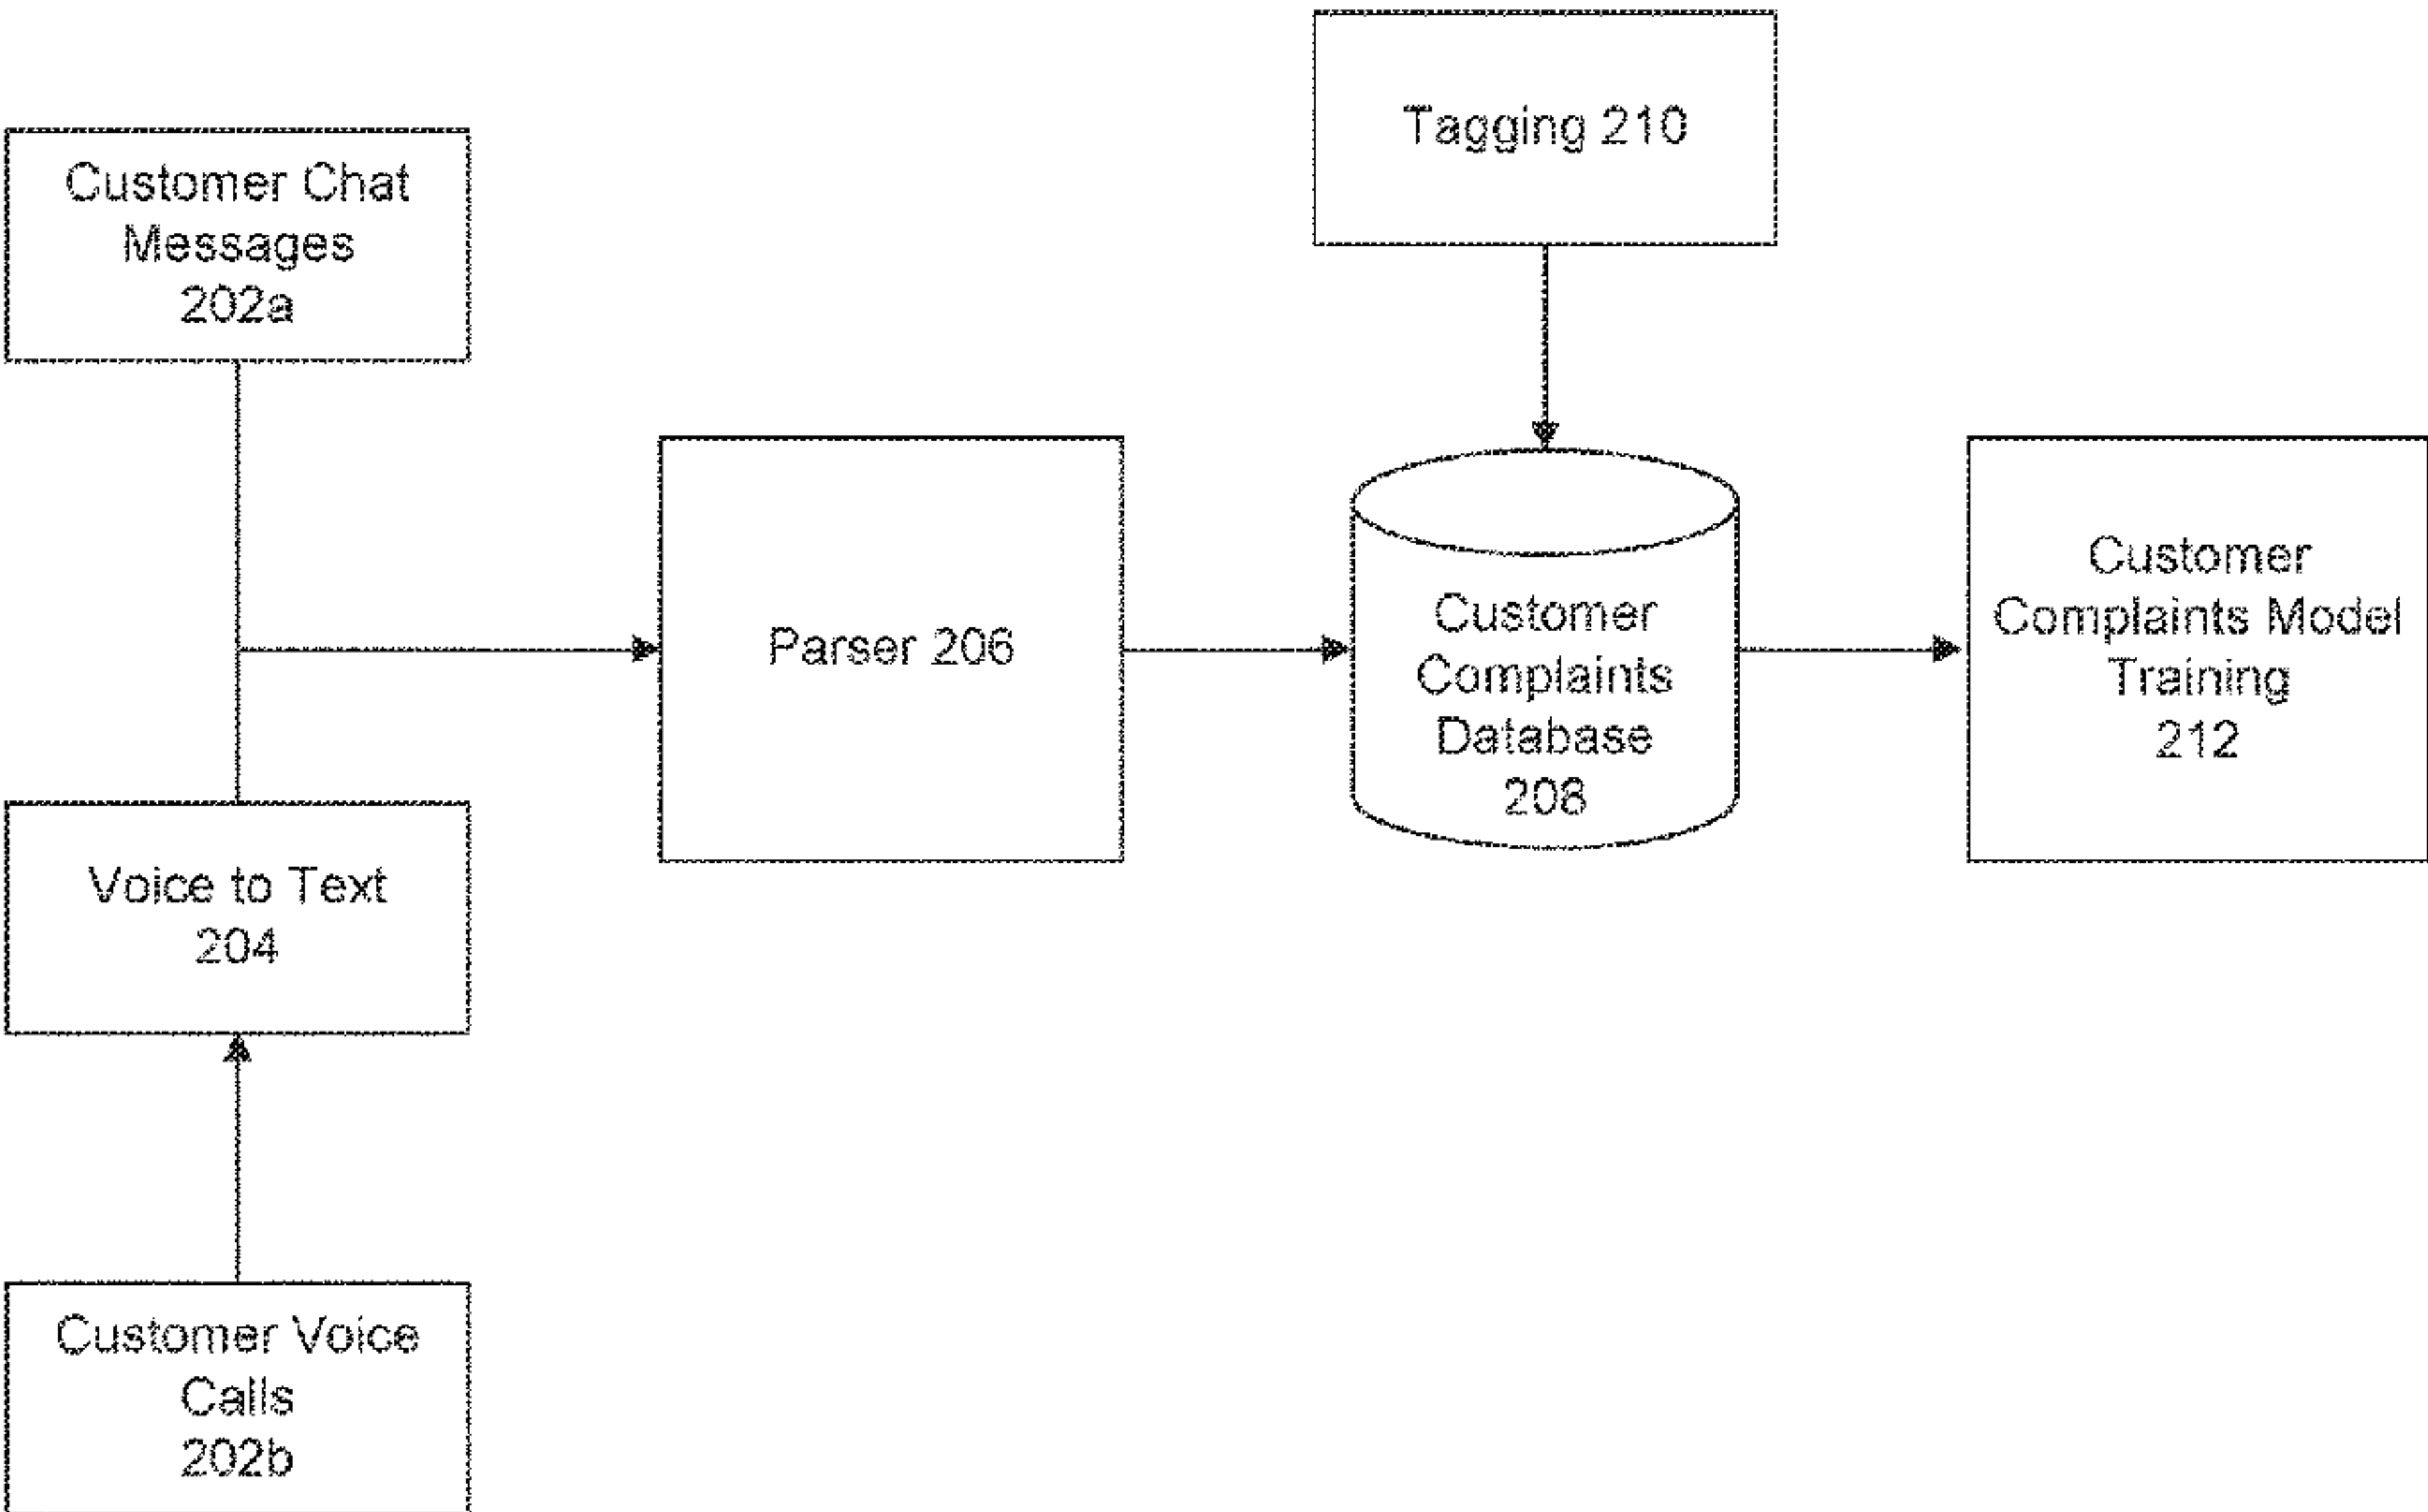 Tagging 210
Customer Chat
Messages
202a
Parser 206
Customer
Complaints
Database
208
Customer
Complaints Model
Training
212
Voice to Text
204
Customer Voice
Calls
202b